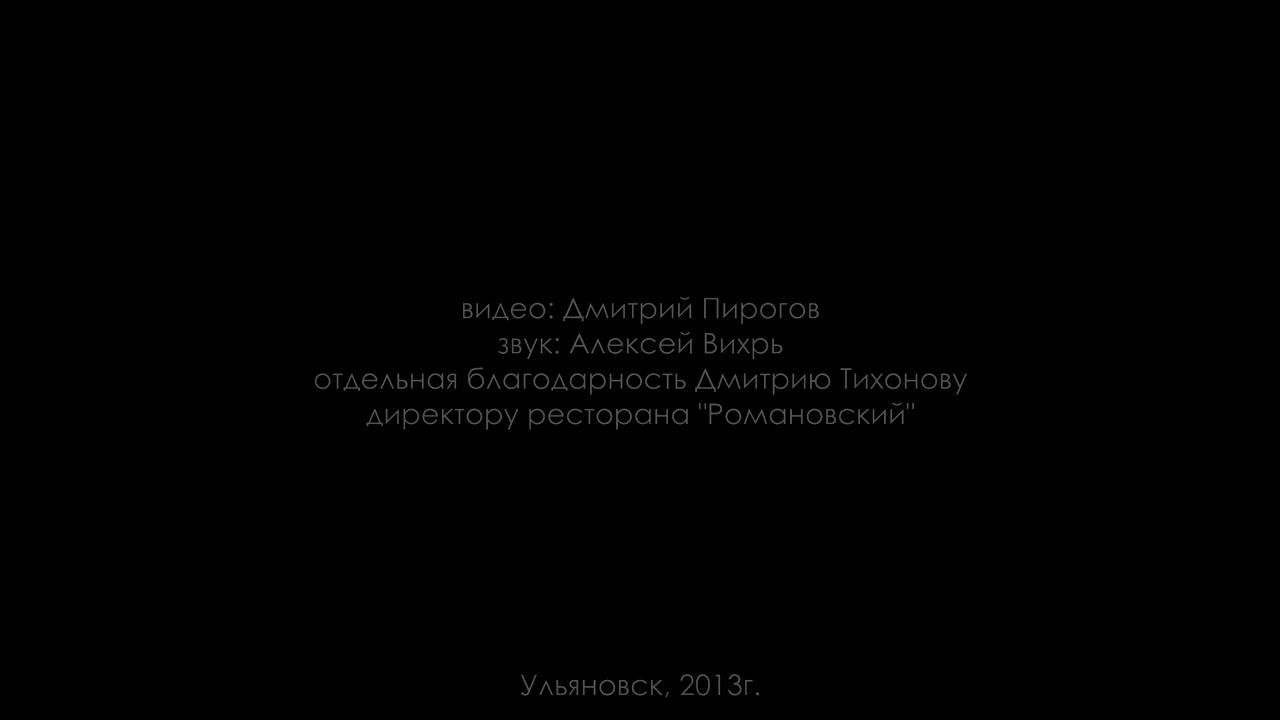 видео: Дмитрий Пирогов
звук: Алексей Вихрь
отдельная благодарность Дмитрию Тихонову
директору ресторана "Романовский"
Ульяновск, 2013г.